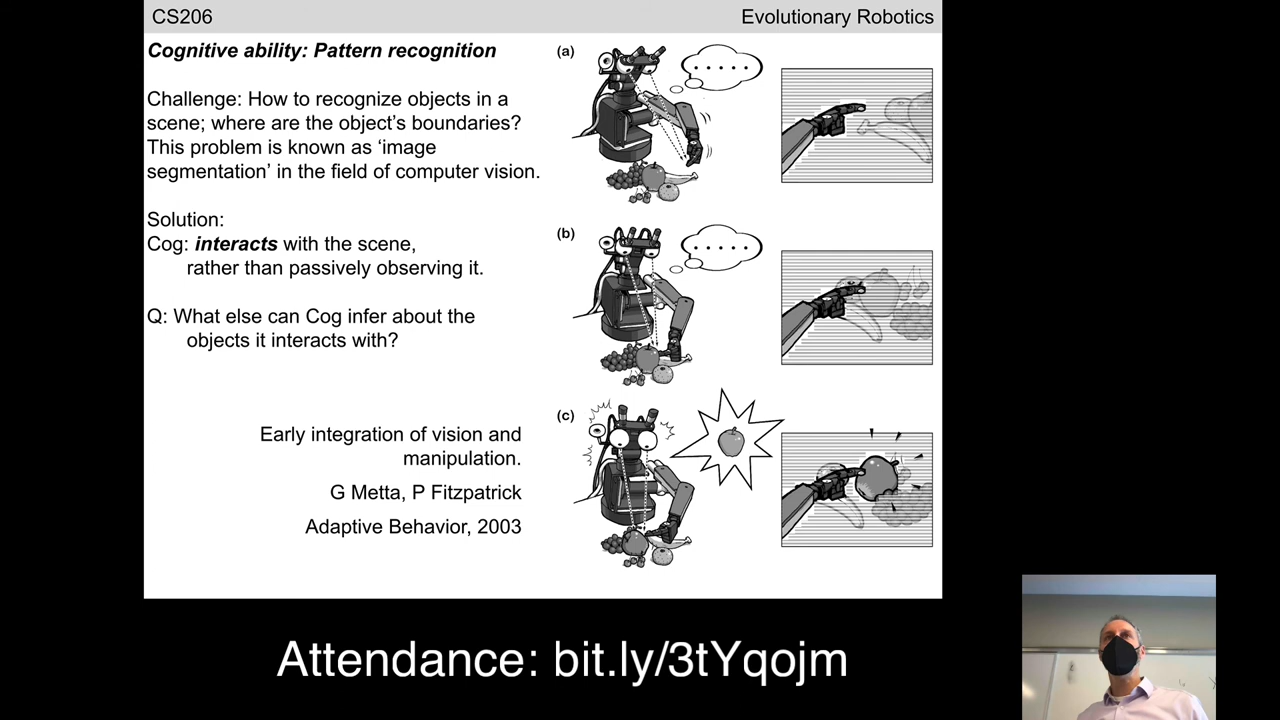 CS206
Evolutionary Robotics
Cognitive ability: Pattern recognition
Challenge: How to recognize objects in a
scene; where are the object's boundaries?
This problem is known as 'image
segmentation' in the field of computer vision.
Solution:
Cog: interacts with the scene,
rather than passively observing it.
Q: What else can Cog infer about the
objects it interacts with?
Early integration of vision and
manipulation.
G Metta, P Fitzpatrick
Adaptive Behavior, 2003
(a)
(b)
(c)
Attendance: bit.ly/3tYqojm